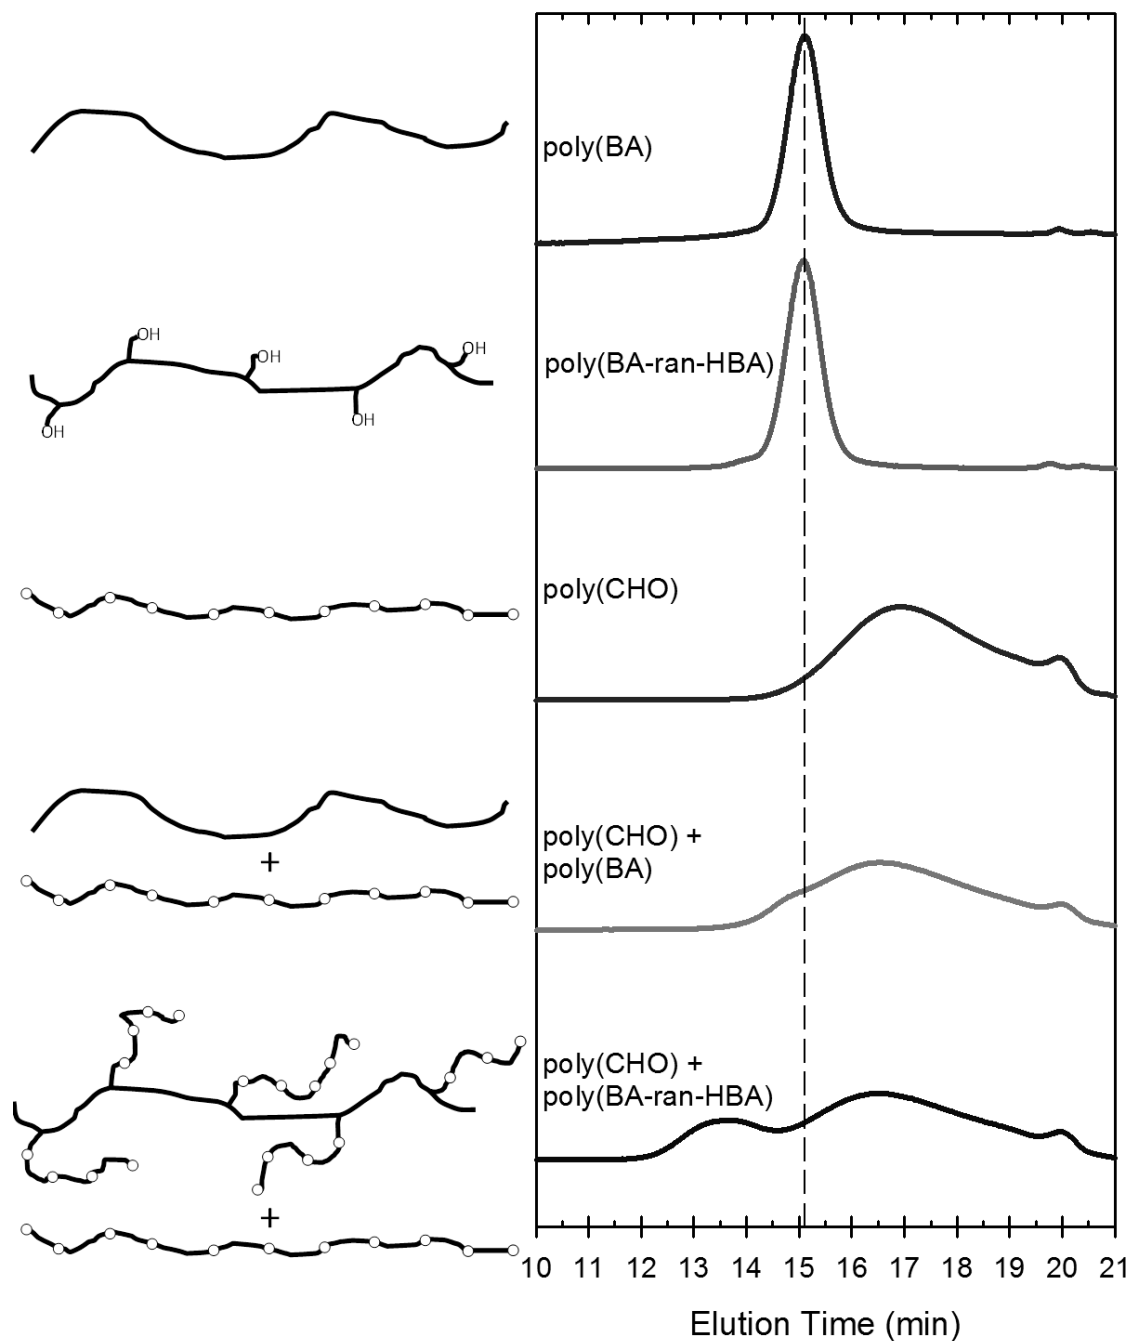 poly(BA)
OH
OH
OH
OH
OH
poly(BA-ran-HBA)
poly(CHO)
+
poly(CHO) +
poly(BA)
poly(CHO) +
poly(BA-ran-HBA)
+
10 11 12 13 14 15 16 17 18 19 20 21
Elution Time (min)